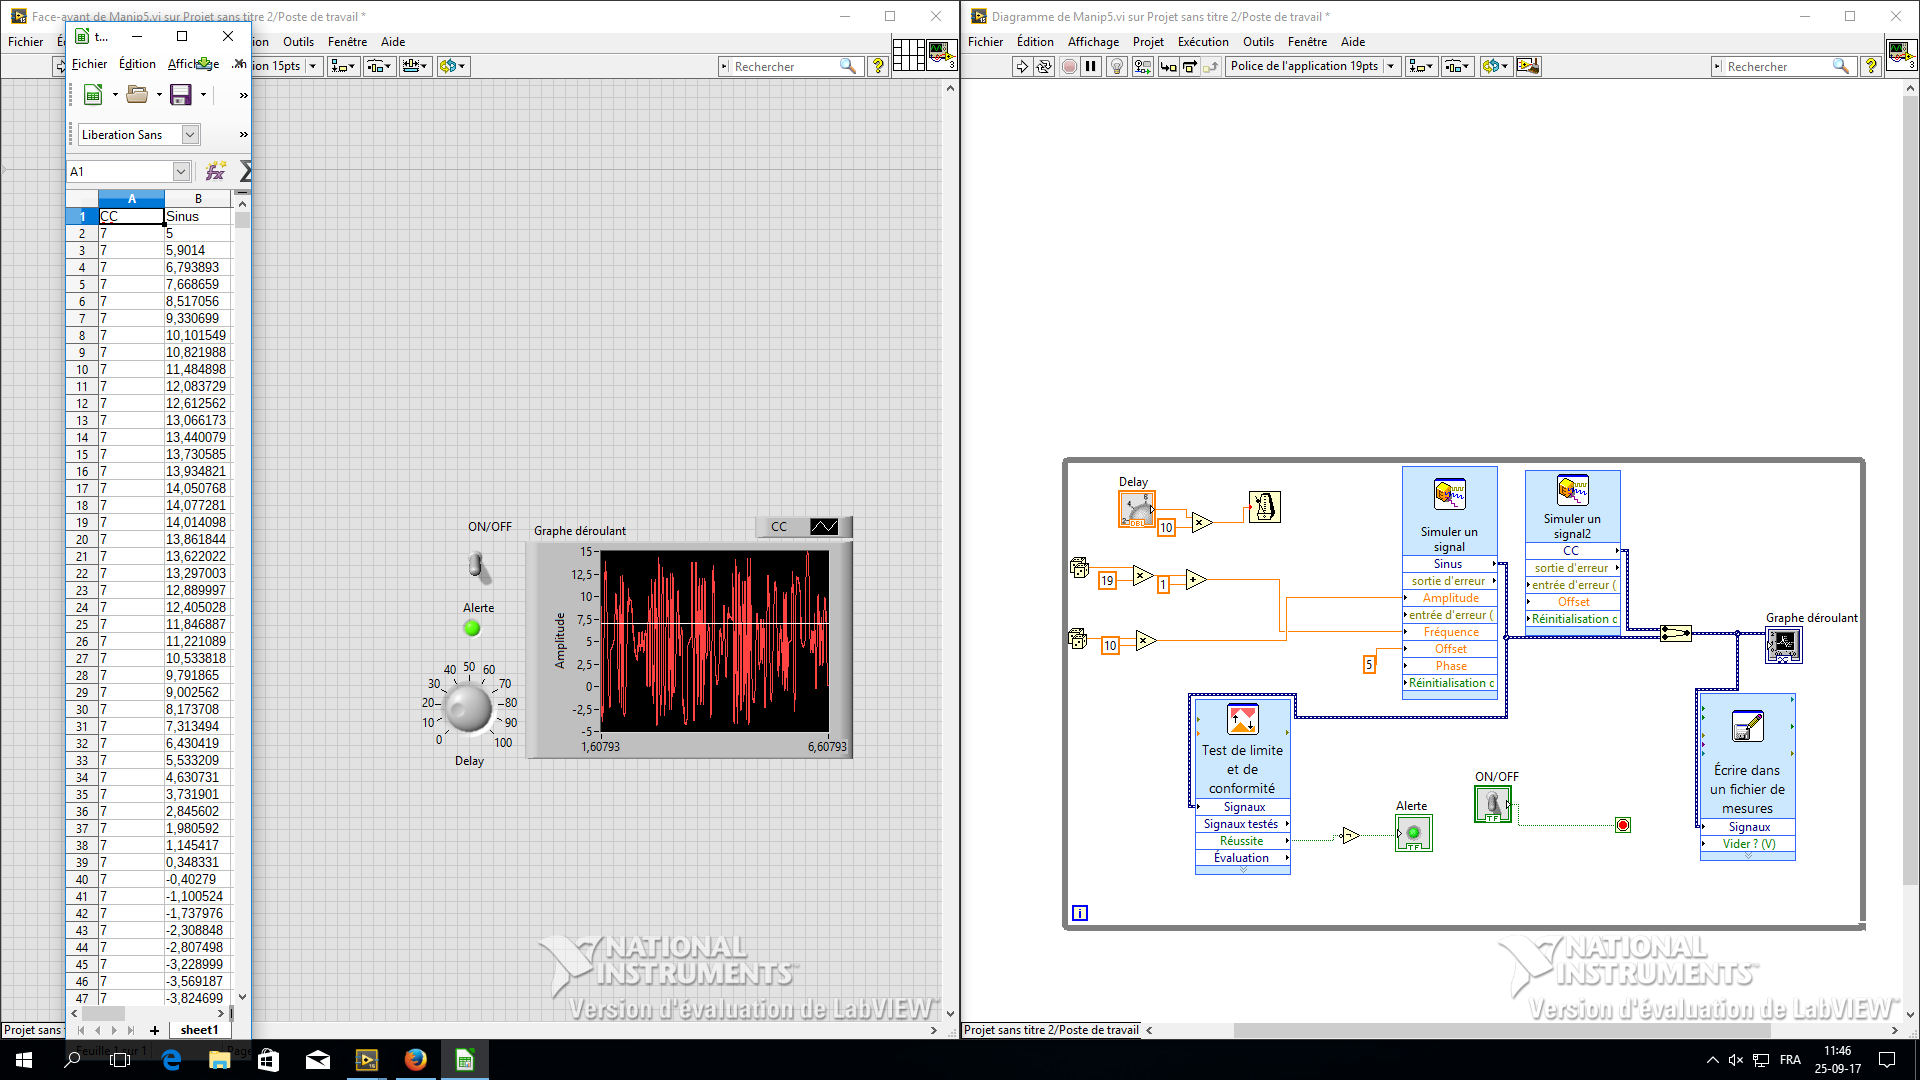 Face-avant de Manip5.vi sur Projet sans titre 2/Poste de travail *
Fichier
Outils
Fenêtre
Aide
15pts
Rechercher
t...
Fichier
Édition
Liberation Sans
A1
A B
1 CC Sinus
2 7 5
3 7 5,9014
4 7 6,793893
5 7 7,668659
6 7 8,517056
7 7 9,330699
8 7 10,101549
9 7 10,821988
10 7 11,484898
11 7 12,083729
12 7 12,612562
13 7 13,066173
14 7 13,440079
15 7 13,730585
16 7 13,934821
17 7 14,050768
18 7 14,077281
19 7 14,014098
20 7 13,861844
21 7 13,622022
22 7 13,297003
23 7 12,889997
24 7 12,405028
25 7 11,846887
26 7 11,221089
27 7 10,533818
28 7 9,791865
29 7 9,002562
30 7 8,173708
31 7 7,313494
32 7 6,430419
33 7 5,533209
34 7 4,630731
35 7 3,731901
36 7 2,845602
37 7 1,980592
38 7 1,145417
39 7 0,348331
40 7 -0,40279
41 7 -1,100524
42 7 -1,737976
43 7 -2,308848
44 7 -2,807498
45 7 -3,228999
46 7 -3,569187
47 7 -3,824699
sheet1
Feuille 1 sur 1
Projet sans
ON/OFF
Alerte
0 10 20 30 40 50 60 70 80 90 100
Delay
Graphe déroulant
CC
Amplitude
15
12,5
10
7,5
5
2,5
0
-2,5
-5
1,60793 6,60793
NATIONAL
INSTRUMENTS™
Version d'évaluation de LabVIEW™
Diagramme de Manip5.vi sur Projet sans titre 2/Poste de travail *
Fichier Édition Affichage Projet Exécution Outils Fenêtre Aide
Police de l'application 19pts
Rechercher
Delay
DBL
10
19
1
10
5
Simuler un
signal
Sinus
sortie d'erreur
Amplitude
entrée d'erreur (
Fréquence
Offset
Phase
Réinitialisation c
Simuler un
signal2
CC
sortie d'erreur
entrée d'erreur (
Offset
Réinitialisation c
Graphe déroulant
Test de limite
et de
conformité
Signaux
Signaux testés
Réussite
Évaluation
Alerte
TF
ON/OFF
TF
Écrire dans
un fichier de
mesures
Signaux
Vider ? (V)
i
NATIONAL
INSTRUMENTS™
Version d'évaluation de LabVIEW™
Projet sans titre 2/Poste de travail
FRA
11:46
25-09-17